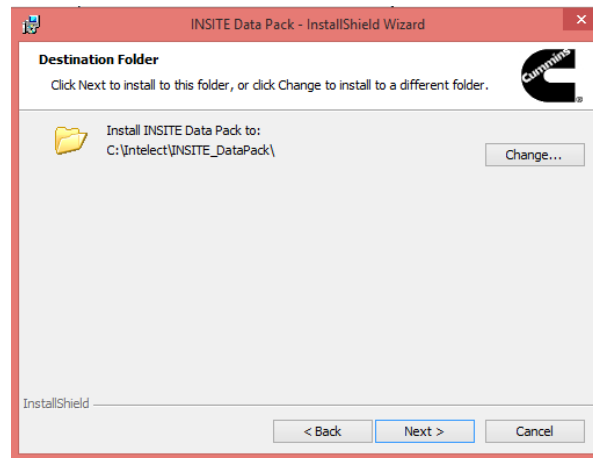 INSITE Data Pack - InstallShield Wizard
Destination Folder
Click Next to install to this folder, or click Change to install to a different folder.
Cummins
®
Install INSITE Data Pack to:
C:\Intelect\INSITE_DataPack\
Change...
InstallShield
< Back
Next >
Cancel